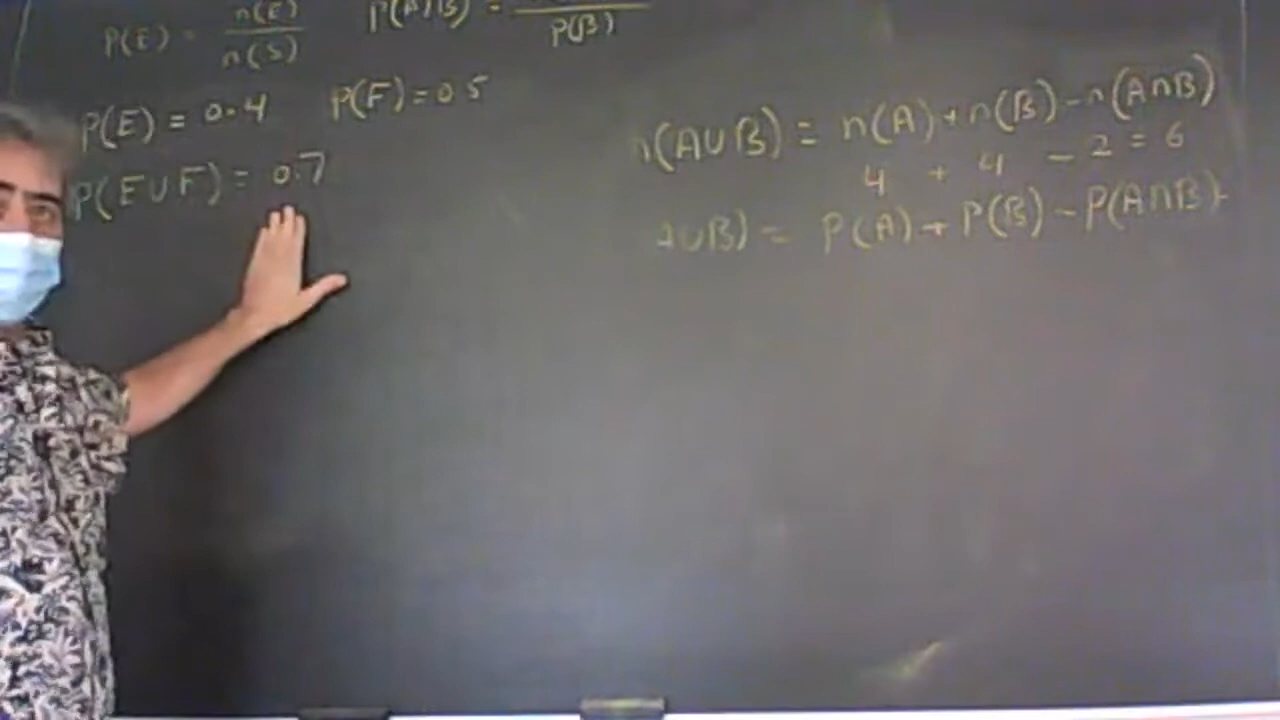 P(E) = n(E) / n(S)
P(A|B) = / P(B)
P(E) = 0.4 P(F) = 0.5
P(E∪F) = 0.7
n(A∪B) = n(A) + n(B) - n(A∩B)
4 + 4 - 2 = 6
A∪B) = P(A) + P(B) - P(A∩B)